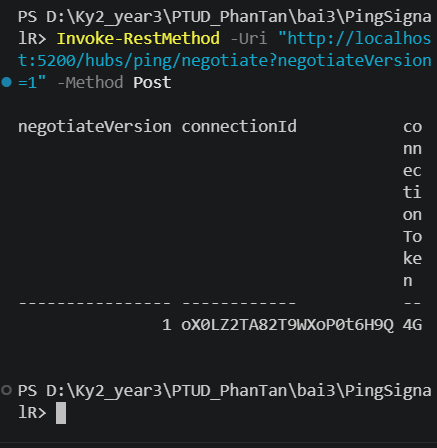 PS D:\Ky2_year3\PTUD_PhanTan\bai3\PingSigna
lR> Invoke-RestMethod -Uri "http://localhos
t:5200/hubs/ping/negotiate?negotiateVersion
=1" -Method Post
negotiateVersion connectionId co
nn
ec
ti
on
To
ke
n
---------------- ------------ --
1 oX0LZ2TA82T9WXoP0t6H9Q 4G
PS D:\Ky2_year3\PTUD_PhanTan\bai3\PingSigna
lR>